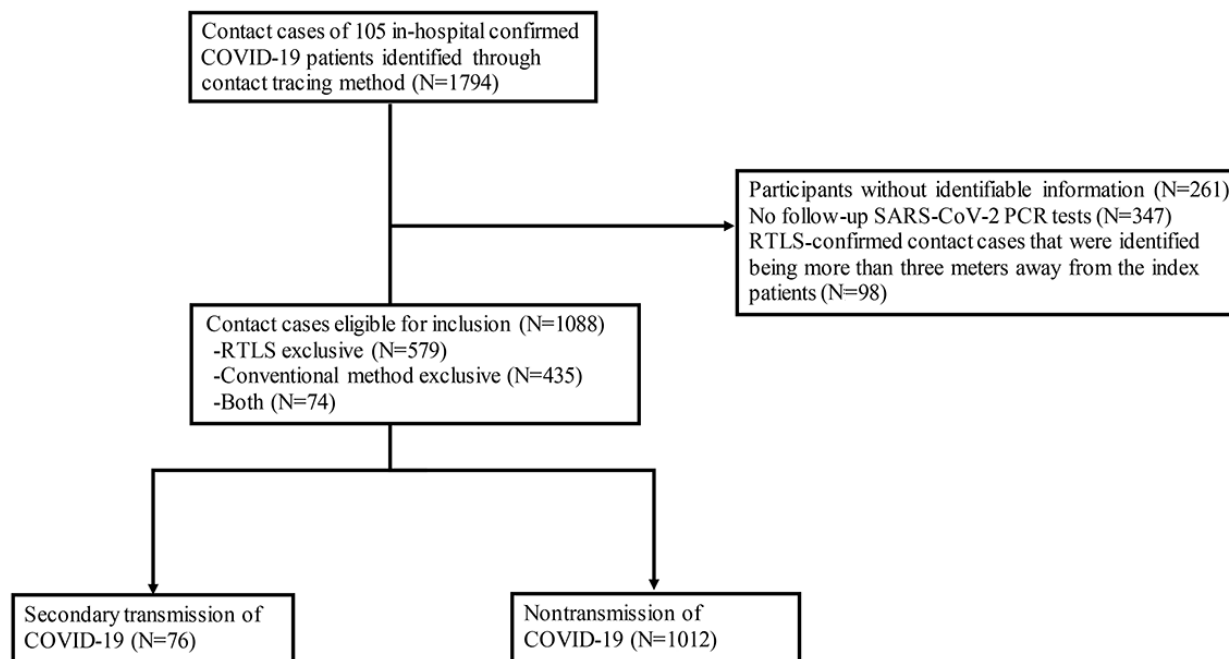 Contact cases of 105 in-hospital confirmed
COVID-19 patients identified through
contact tracing method (N=1794)
Participants without identifiable information (N=261)
No follow-up SARS-CoV-2 PCR tests (N=347)
RTLS-confirmed contact cases that were identified
being more than three meters away from the index
patients (N=98)
Contact cases eligible for inclusion (N=1088)
-RTLS exclusive (N=579)
-Conventional method exclusive (N=435)
-Both (N=74)
Secondary transmission of
COVID-19 (N=76)
Nontransmission of
COVID-19 (N=1012)